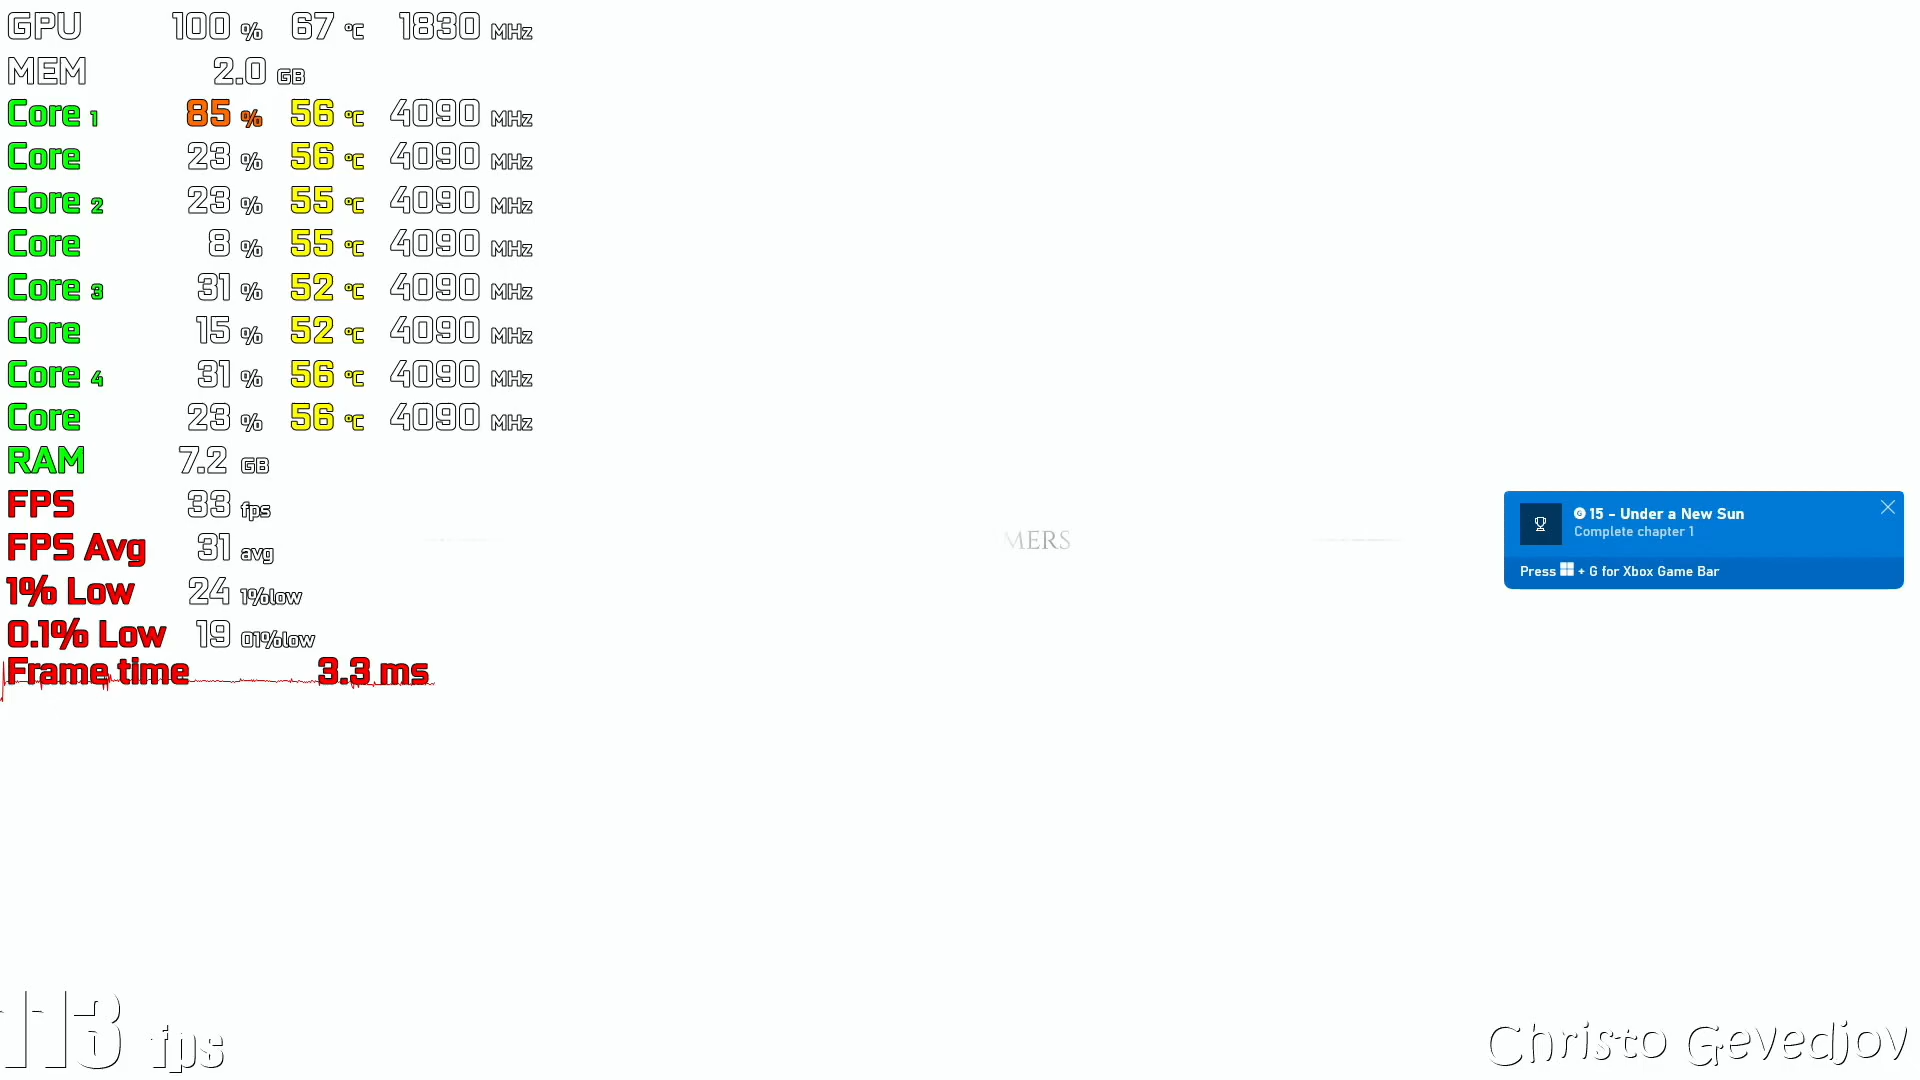 GPU 100 % 67 °C 1830 MHz
MEM 2.0 GB
Core 1 85 % 56 °C 4090 MHz
Core 23 % 56 °C 4090 MHz
Core 2 23 % 55 °C 4090 MHz
Core 8 % 55 °C 4090 MHz
Core 3 31 % 52 °C 4090 MHz
Core 15 % 52 °C 4090 MHz
Core 4 31 % 56 °C 4090 MHz
Core 23 % 56 °C 4090 MHz
RAM 7.2 GB
FPS 33 fps
FPS Avg 31 avg
1% Low 24 1%low
0.1% Low 19 01%low
Frame time 3.3 ms
MERS
G 15 - Under a New Sun
Complete chapter 1
Press + G for Xbox Game Bar
113 fps
Christo Gevedjov